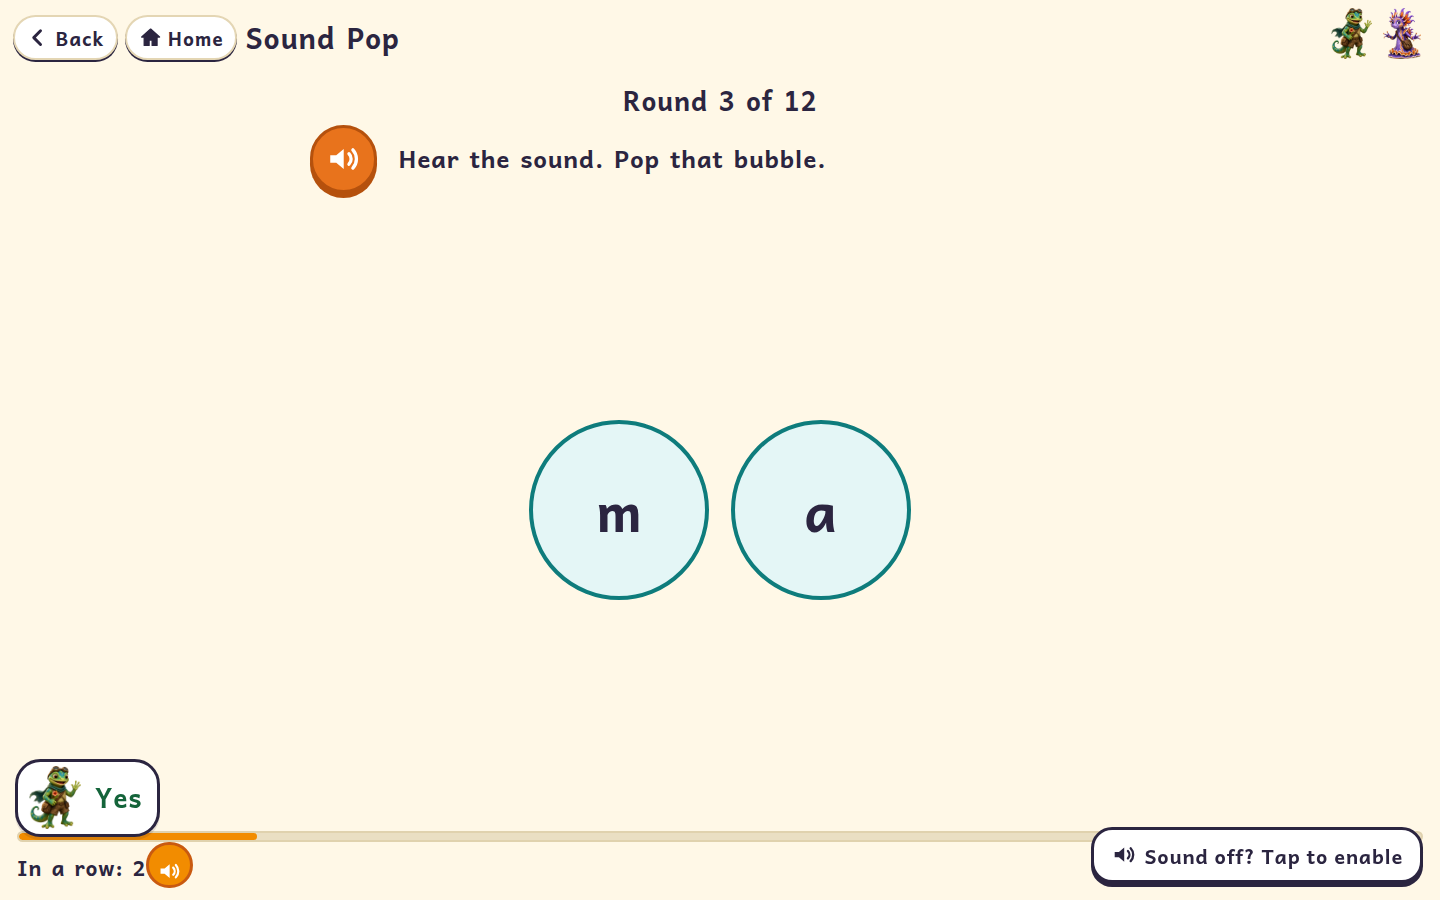 Back
Home
Sound Pop
Round 3 of 12
Hear the sound. Pop that bubble.
m
a
Yes
In a row: 2
Sound off? Tap to enable